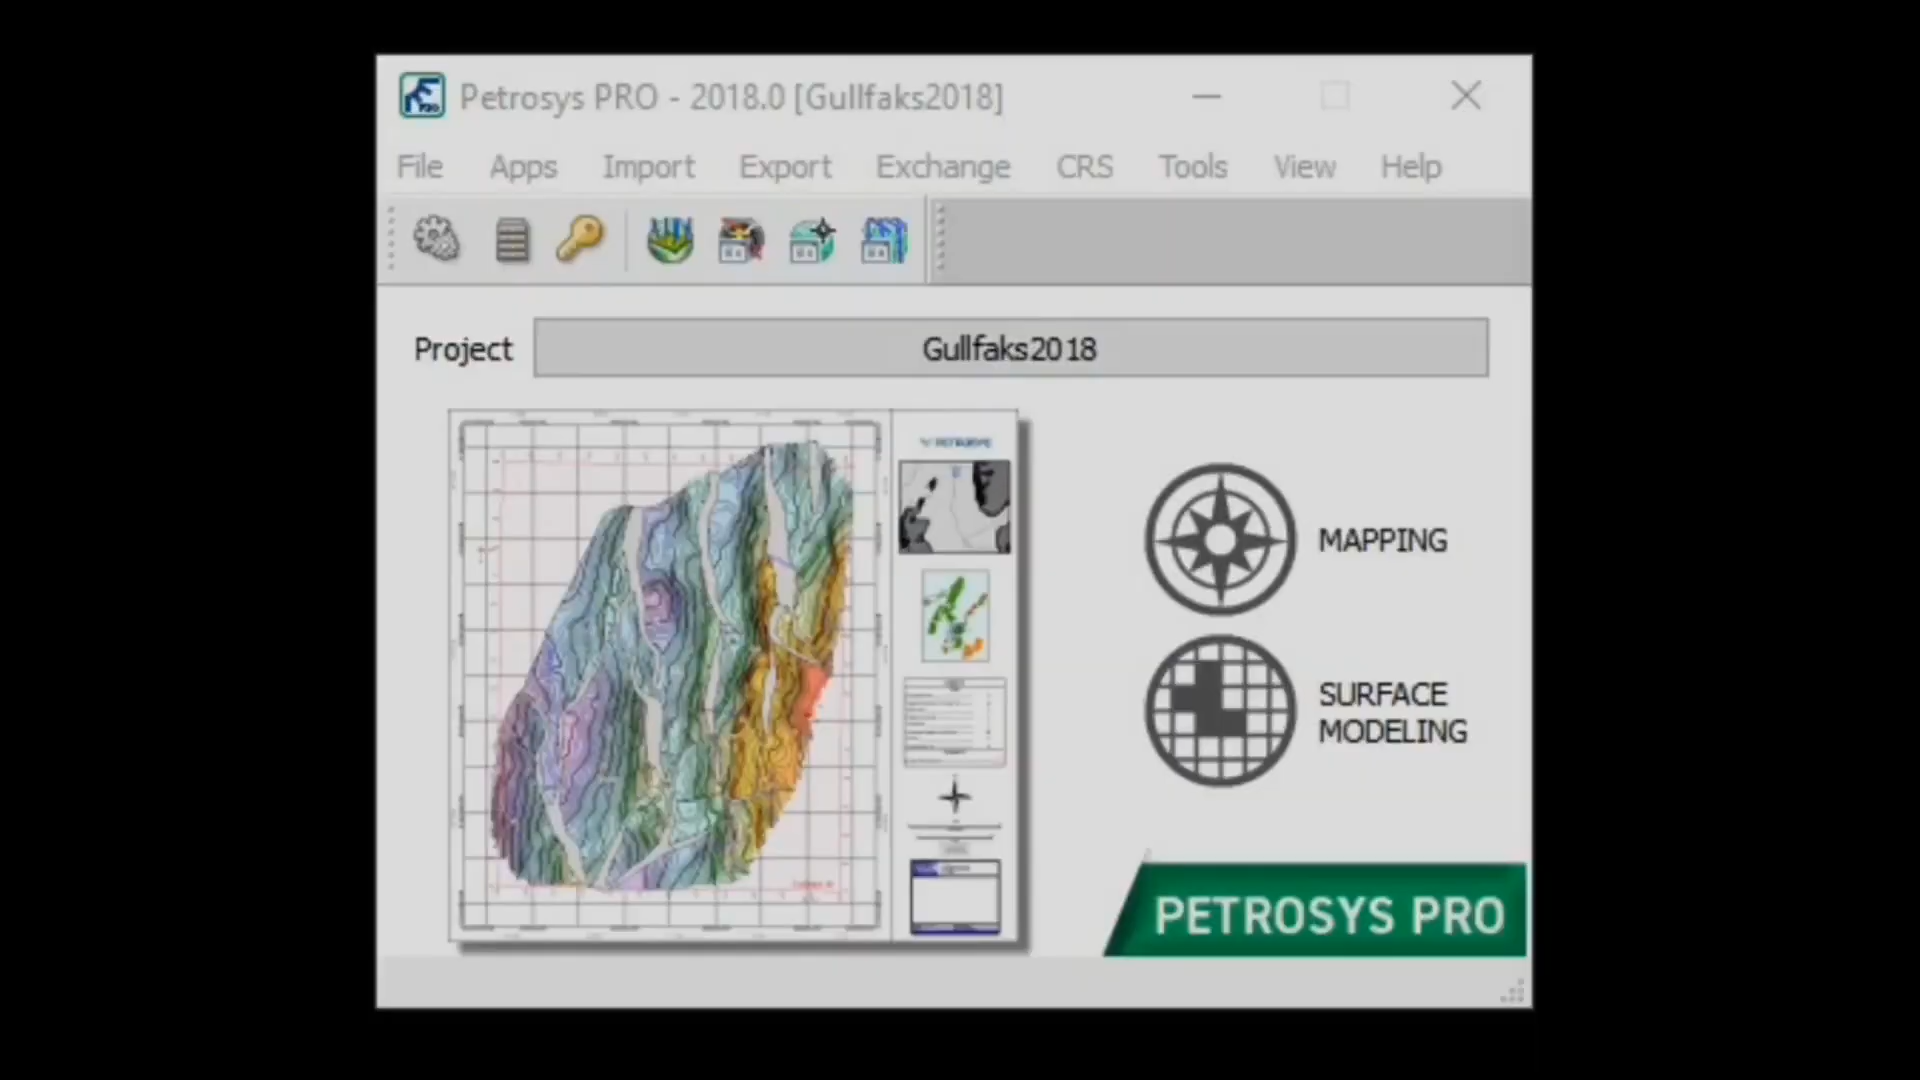 Petrosys PRO - 2018.0 [Gullfaks2018]
File Apps Import Export Exchange CRS Tools View Help
Project Gullfaks2018
PETROSYS
MAPPING
SURFACE
MODELING
PETROSYS PRO